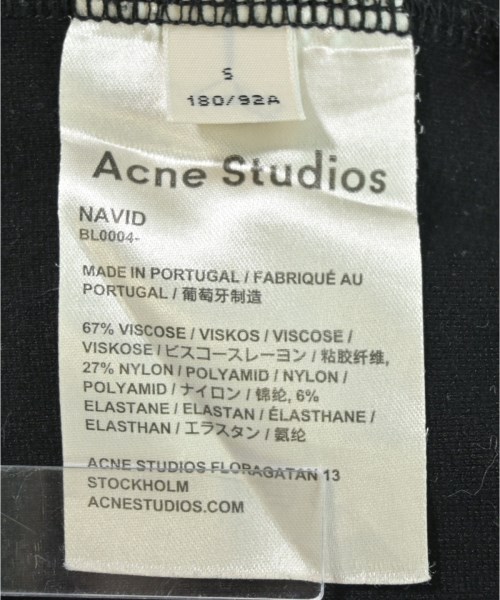 S
180/92A
Acne Studios
NAVID
BL0004-
MADE IN PORTUGAL / FABRIQUÉ AU
PORTUGAL / 葡萄牙制造
67% VISCOSE / VISKOS / VISCOSE /
VISKOSE / ビスコースレーヨン / 粘胶纤维,
27% NYLON / POLYAMID / NYLON /
POLYAMID / ナイロン / 锦纶, 6%
ELASTANE / ELASTAN / ÉLASTHANE /
ELASTHAN / エラスタン / 氨纶
ACNE STUDIOS FLORAGATAN 13
STOCKHOLM
ACNESTUDIOS.COM